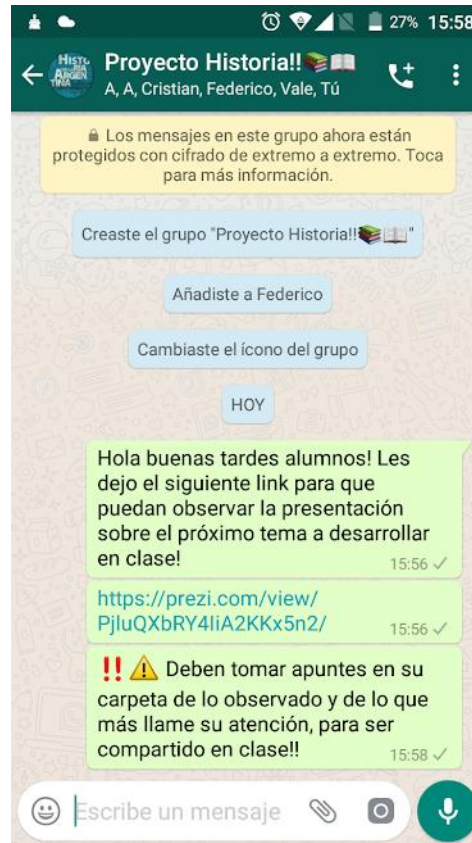 27% 15:58
HISTO
RIA
ARGEN
TINA
Proyecto Historia!!📚📖
A, A, Cristian, Federico, Vale, Tú
🔒 Los mensajes en este grupo ahora están
protegidos con cifrado de extremo a extremo. Toca
para más información.
Creaste el grupo "Proyecto Historia!!📚📖"
Añadiste a Federico
Cambiaste el ícono del grupo
HOY
Hola buenas tardes alumnos! Les
dejo el siguiente link para que
puedan observar la presentación
sobre el próximo tema a desarrollar
en clase!
15:56
https://prezi.com/view/
PjluQXbRY4IiA2KKx5n2/
15:56
‼️ ⚠️ Deben tomar apuntes en su
carpeta de lo observado y de lo que
más llame su atención, para ser
compartido en clase!!
15:58
Escribe un mensaje